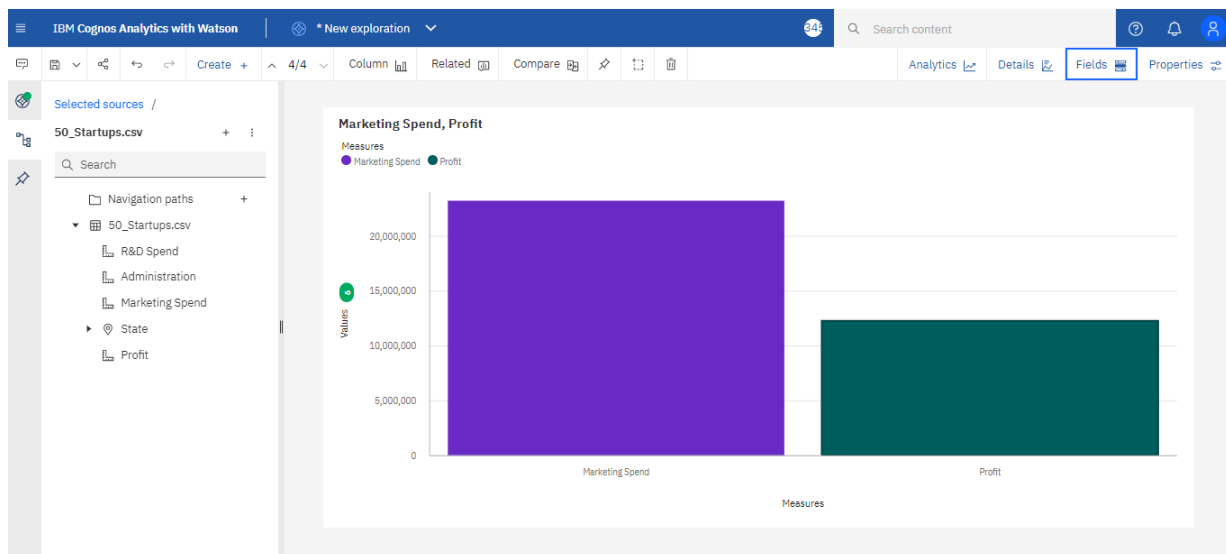 IBM Cognos Analytics with Watson
* New exploration
Search content
Create +
4/4
Column
Related
Compare
Analytics
Details
Fields
Properties
Selected sources /
50_Startups.csv
Search
Navigation paths
50_Startups.csv
R&D Spend
Administration
Marketing Spend
State
Profit
Marketing Spend, Profit
Measures
Marketing Spend Profit
20,000,000
15,000,000
10,000,000
5,000,000
0
Values
Marketing Spend Profit
Measures